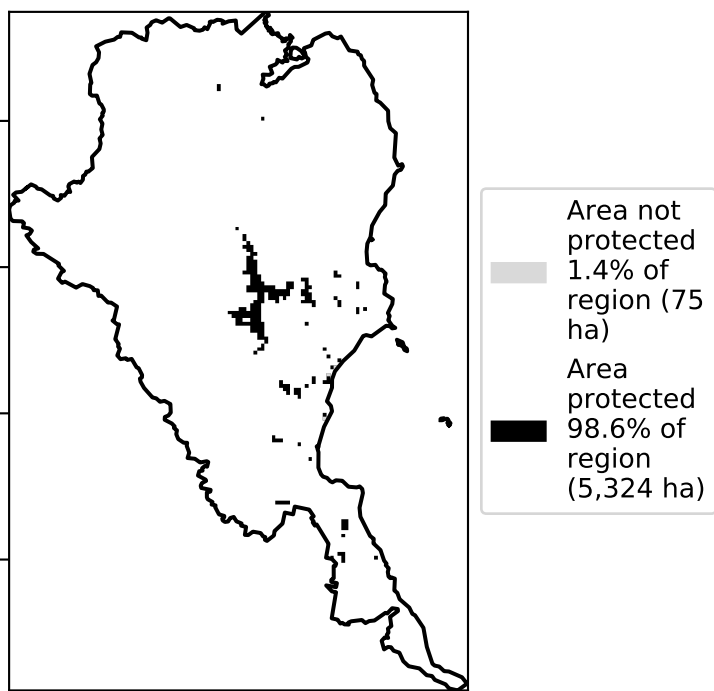 Area not
protected
1.4% of
region (75
ha)
Area
protected
98.6% of
region
(5,324 ha)